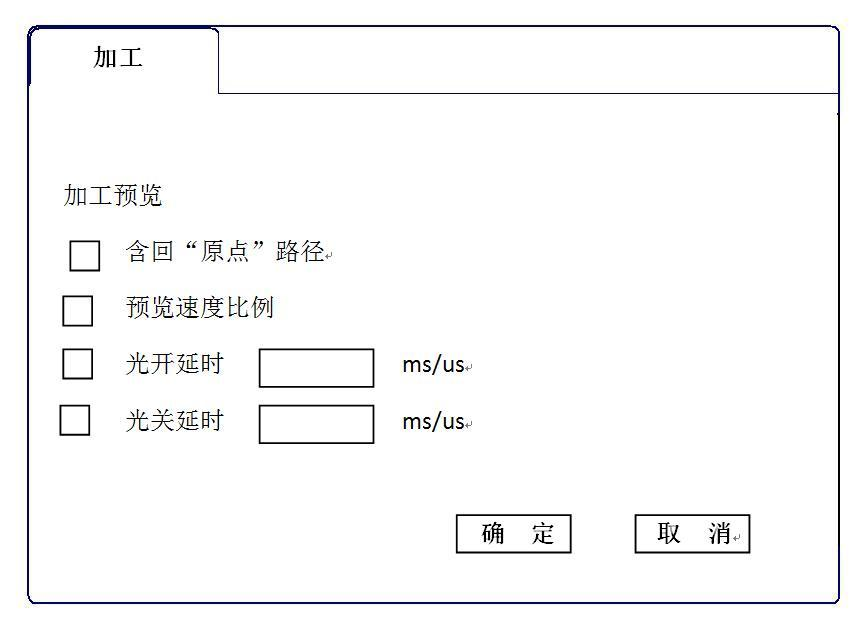 加工
加工预览
含回“原点”路径
预览速度比例
光开延时 ms/us
光关延时 ms/us
确 定 取 消